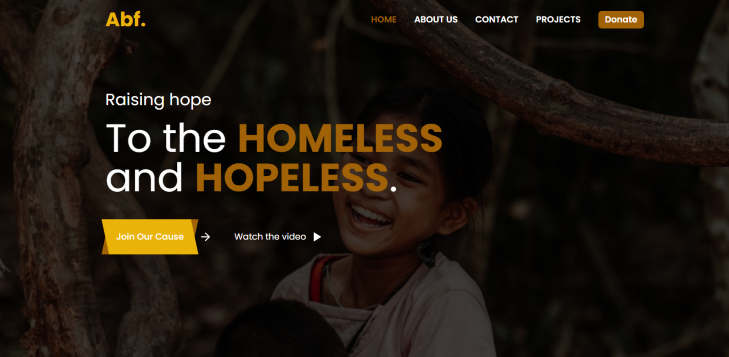 Abf.
HOME ABOUT US CONTACT PROJECTS Donate
Raising hope
To the HOMELESS
and HOPELESS.
Join Our Cause
Watch the video